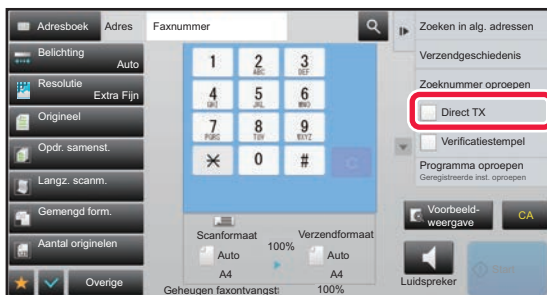 Adresboek
Adres
Faxnummer
Belichting
Auto
Resolutie
Extra Fijn
Origineel
Opdr. samenst.
Langz. scanm.
Gemengd form.
Aantal originelen
Overige
1
2
ABC
3
DEF
4
GHI
5
JKL
6
MNO
7
PQRS
8
TUV
9
WXYZ
0
#
C
Scanformaat
100%
Verzendformaat
Auto
A4
Auto
A4
Geheugen faxontvangst:
100%
Zoeken in alg. adressen
Verzendgeschiedenis
Zoeknummer oproepen
Direct TX
Verificatiestempel
Programma oproepen
Geregistreerde inst. oproepen
Voorbeeld-
weergave
CA
Luidspreker
Start